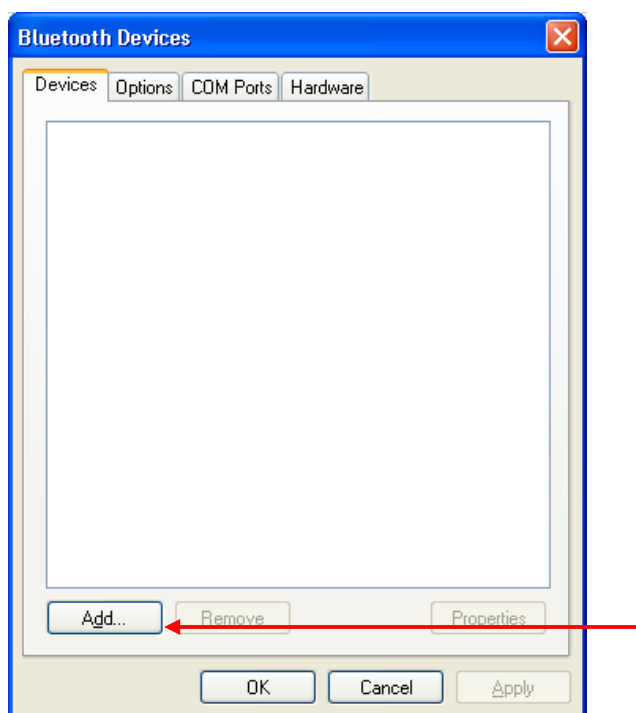 Bluetooth Devices
Devices Options COM Ports Hardware
Add... Remove Properties
OK Cancel Apply